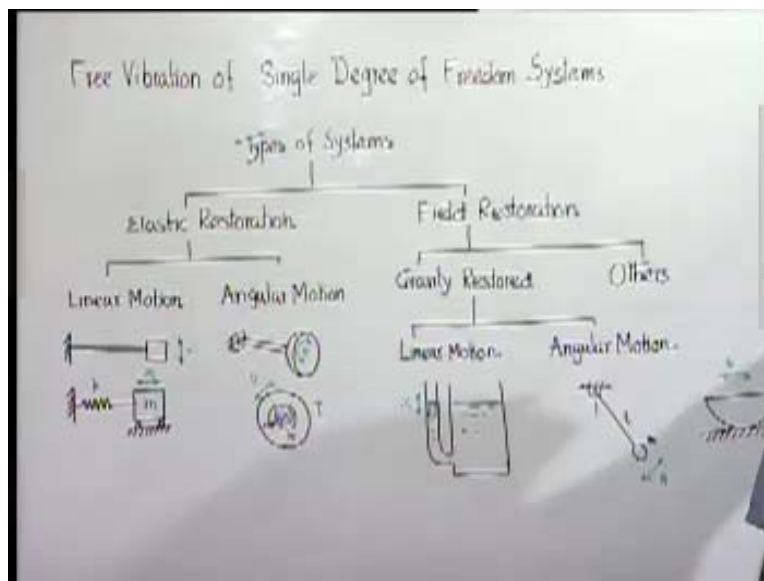 Free Vibration of Single Degree of Freedom Systems
- Types of Systems
Elastic Restoration
Field Restoration
Linear Motion
Angular Motion
Gravity Restored
Others
Linear Motion
Angular Motion
k
m
T
L